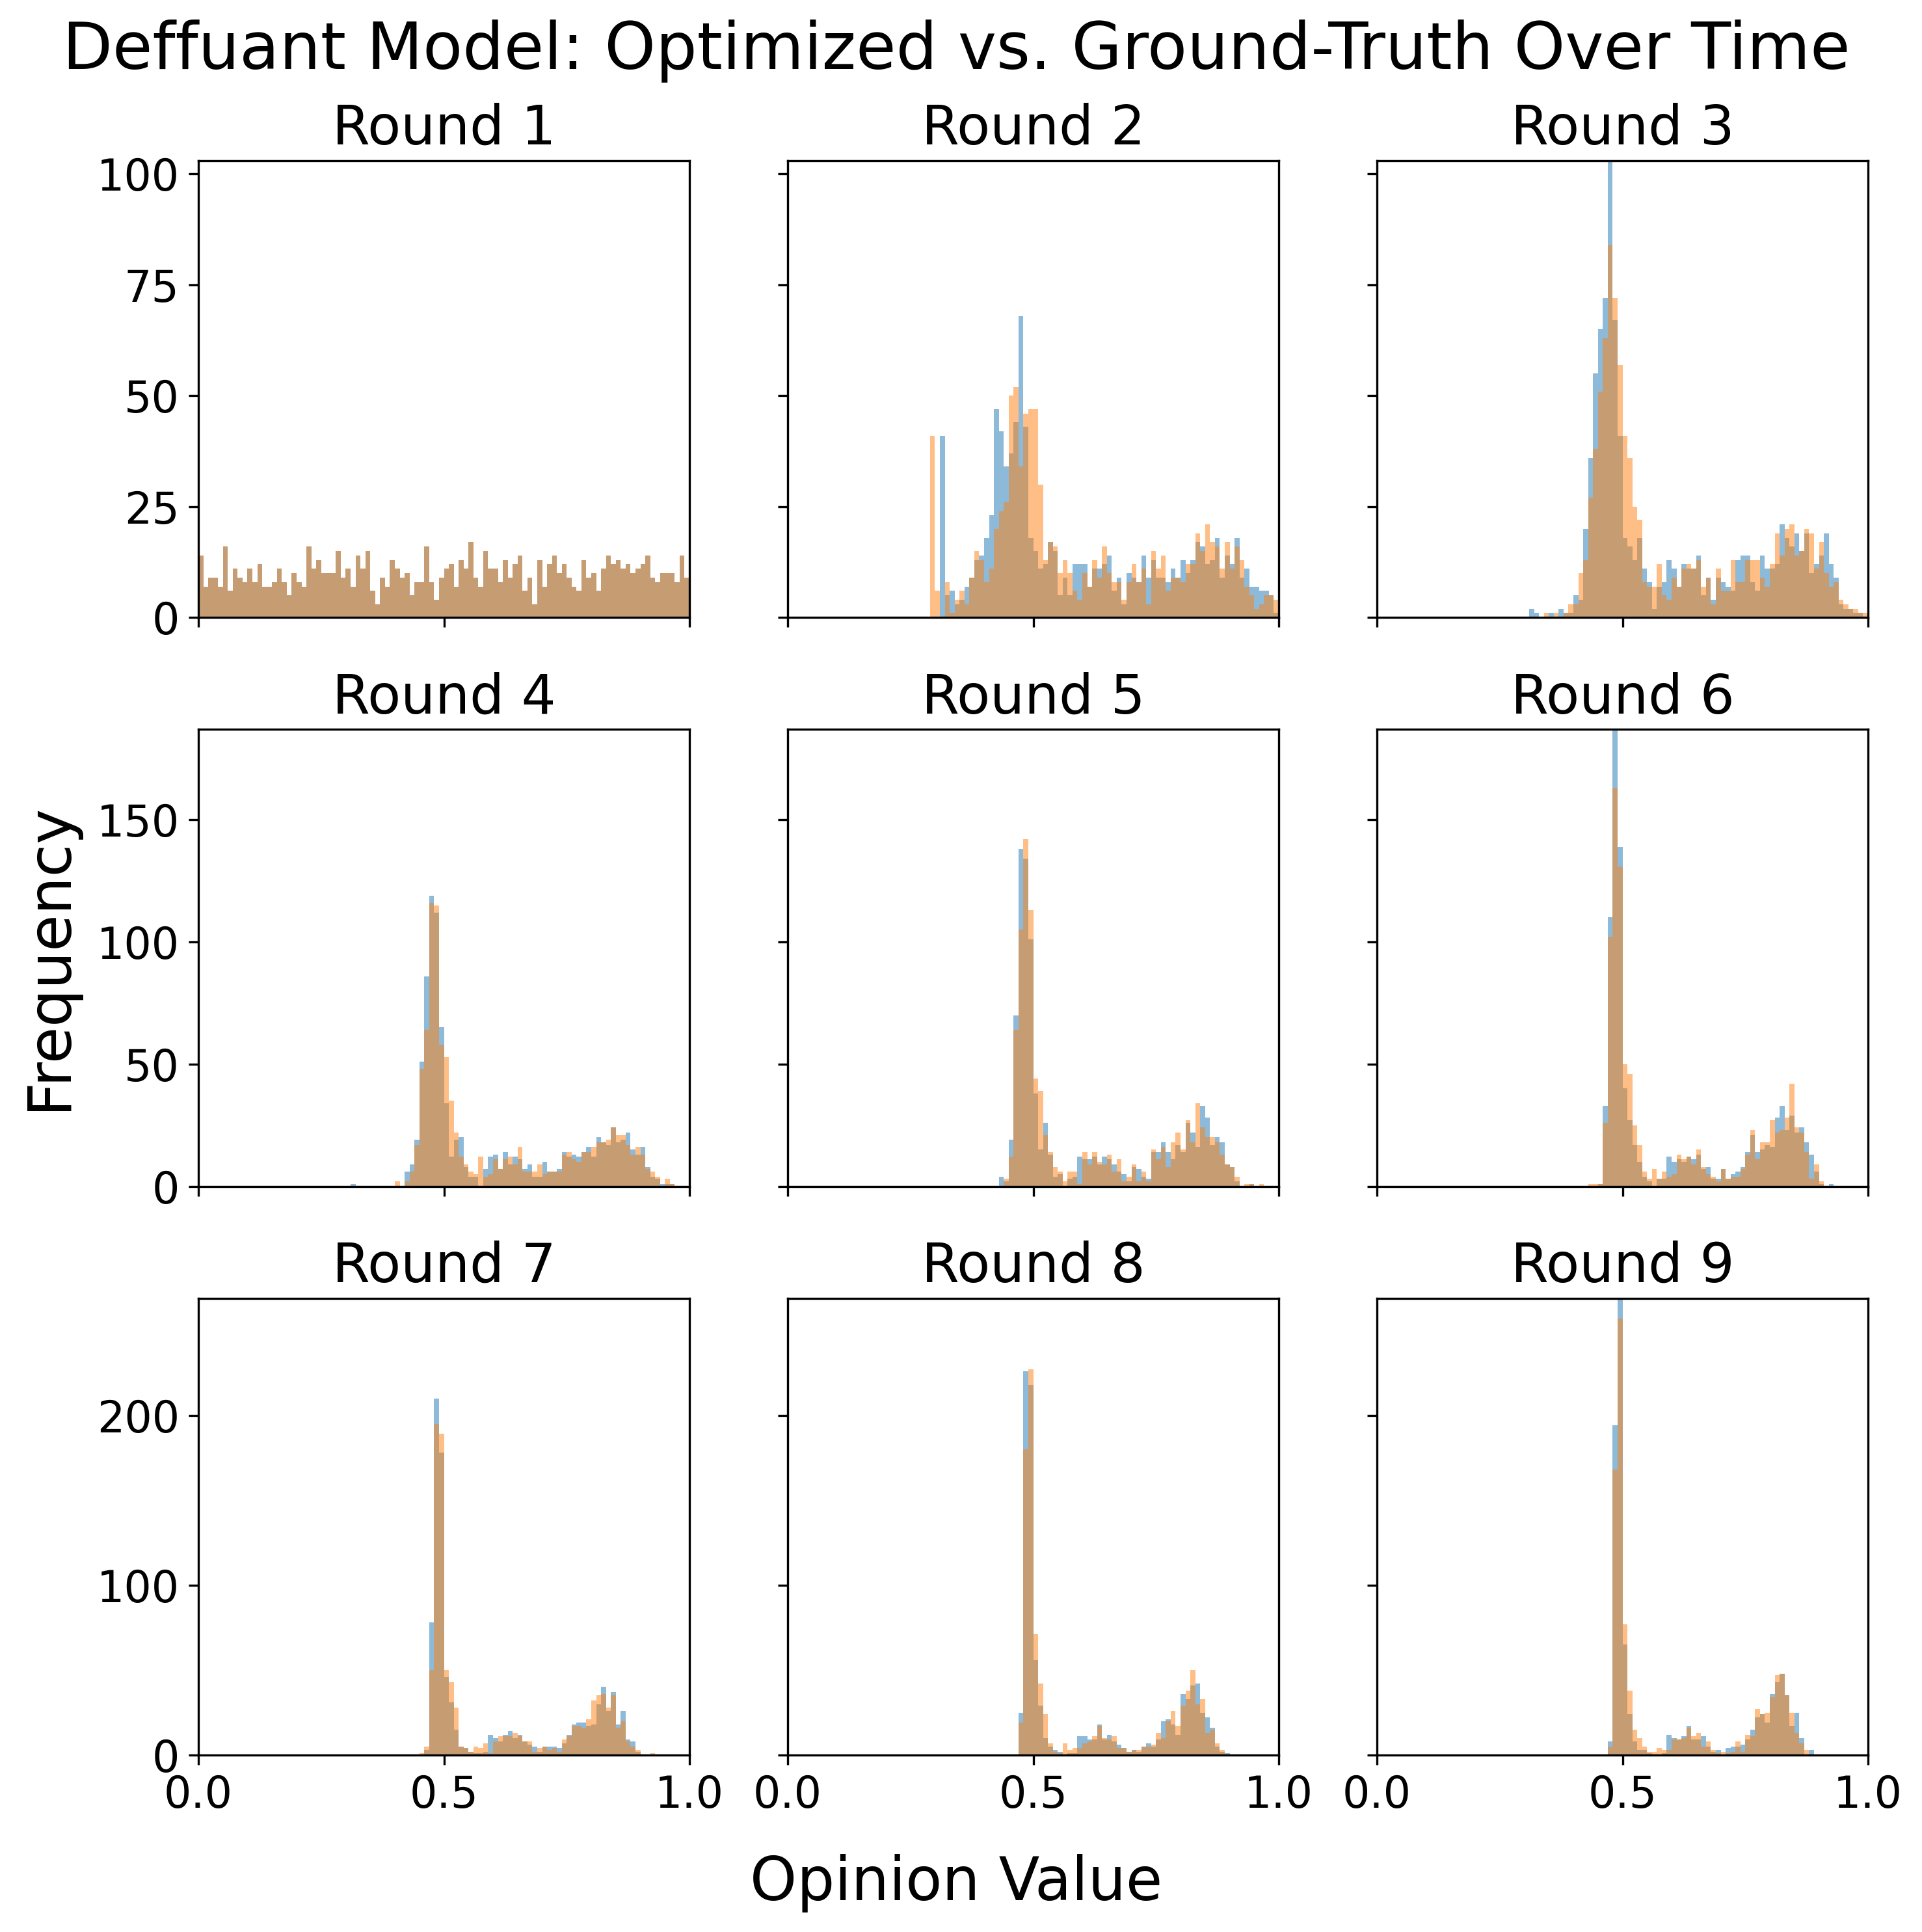 Deffuant Model: Optimized vs. Ground-Truth Over Time
Round 1
Round 2
Round 3
100
75
50
25
0
Round 4
Round 5
Round 6
Frequency
150
100
50
0
Round 7
Round 8
Round 9
200
100
0
0.0 0.5 1.0 0.0 0.5 1.0 0.0 0.5 1.0
Opinion Value